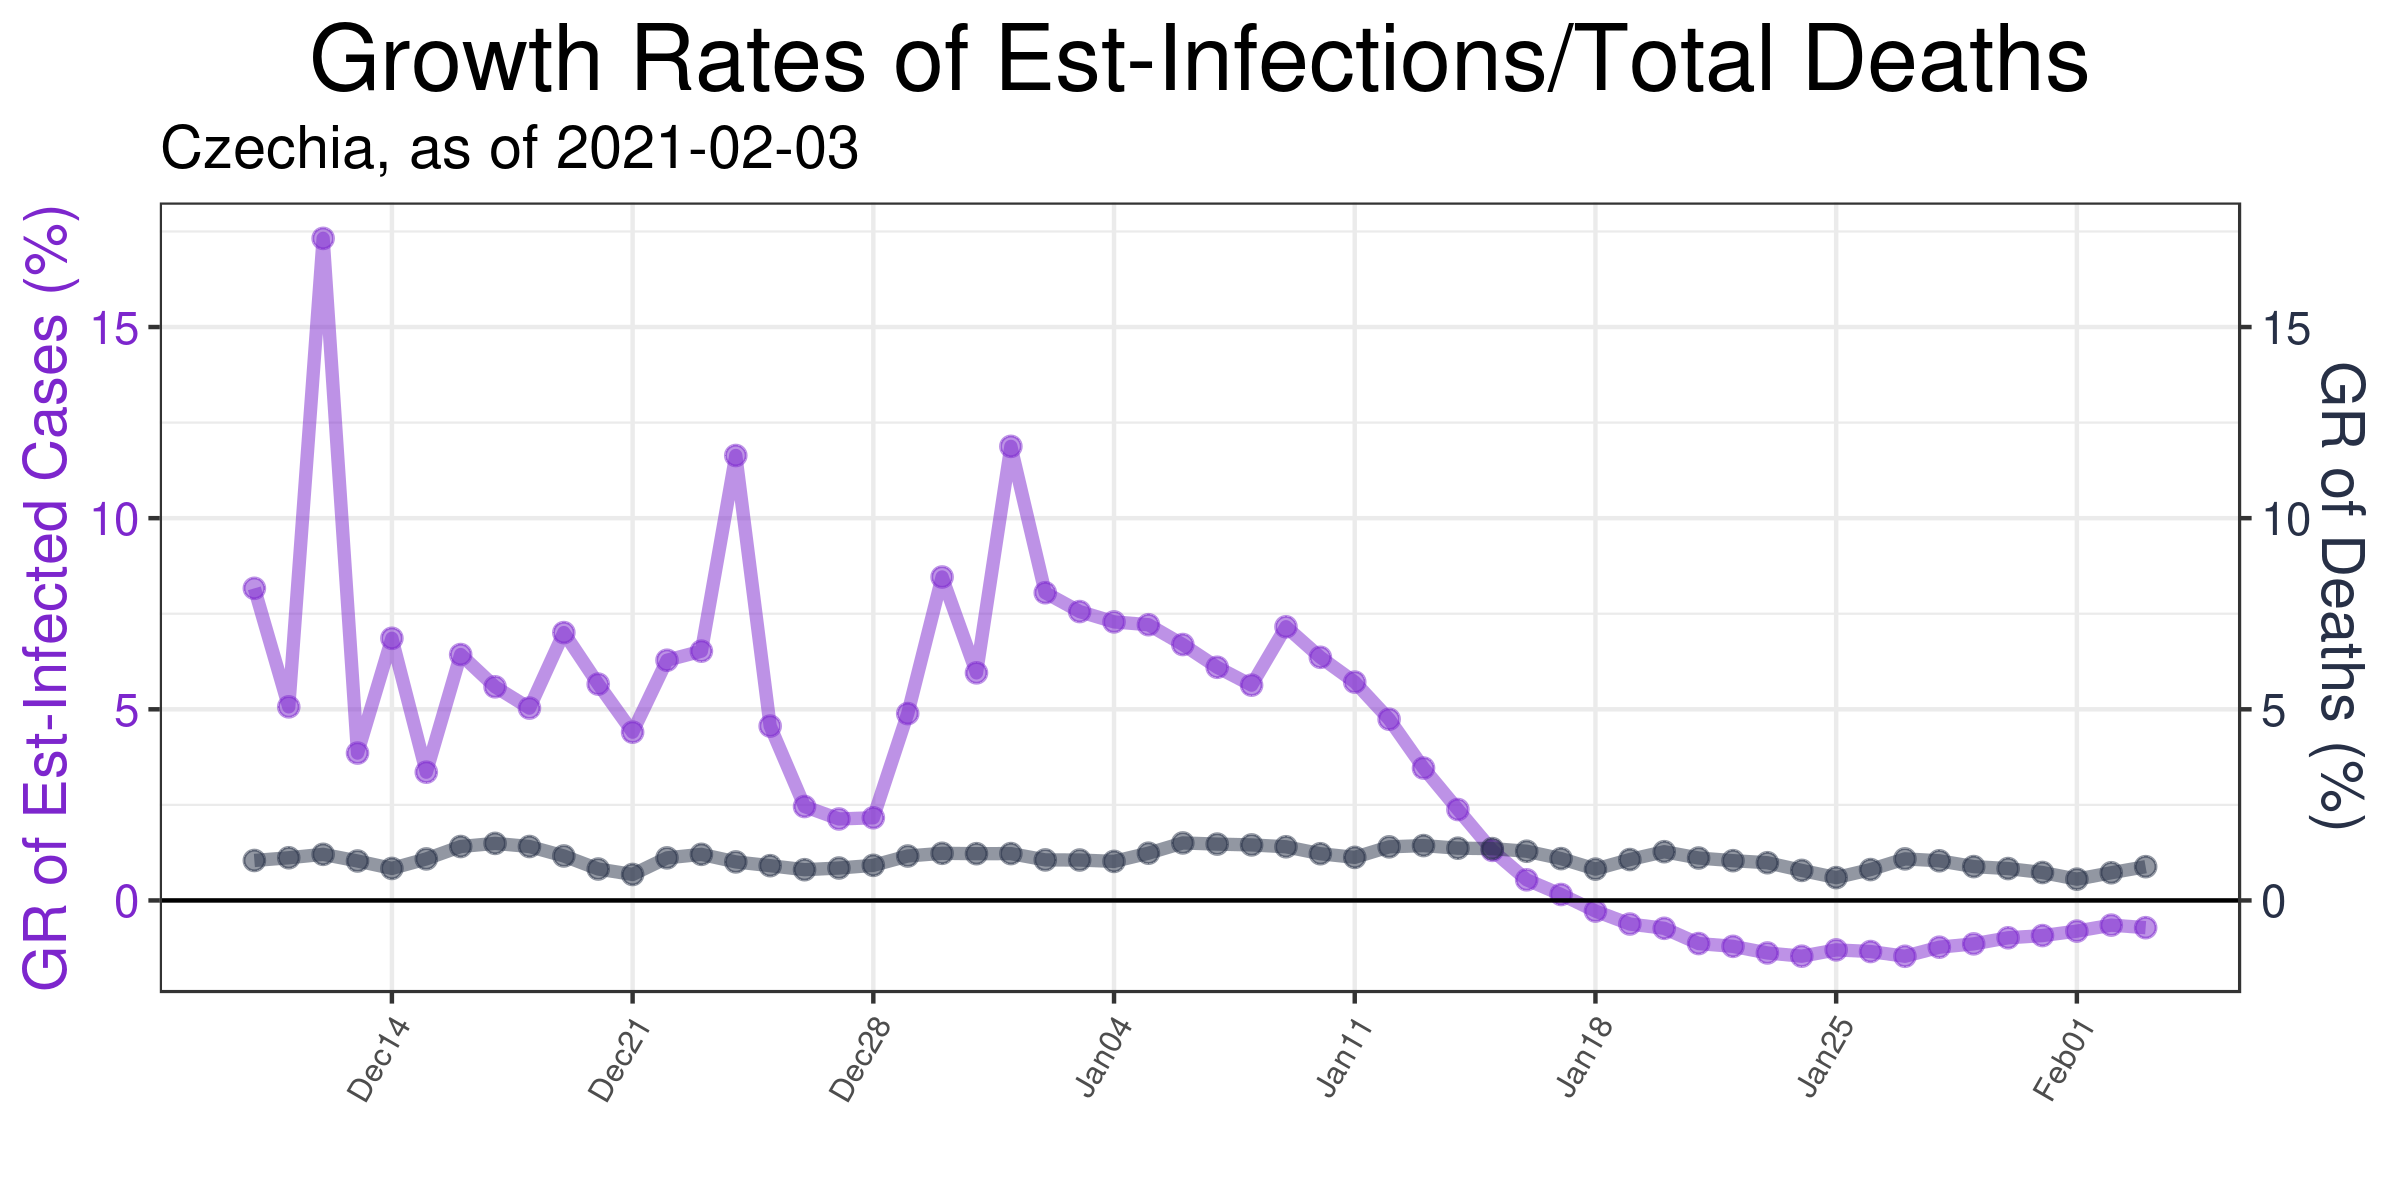 Growth Rates of Est-Infections/Total Deaths
Czechia, as of 2021-02-03
GR of Est-Infected Cases (%)
15
10
5
0
15
10
5
0
GR of Deaths (%)
Dec14
Dec21
Dec28
Jan04
Jan11
Jan18
Jan25
Feb01